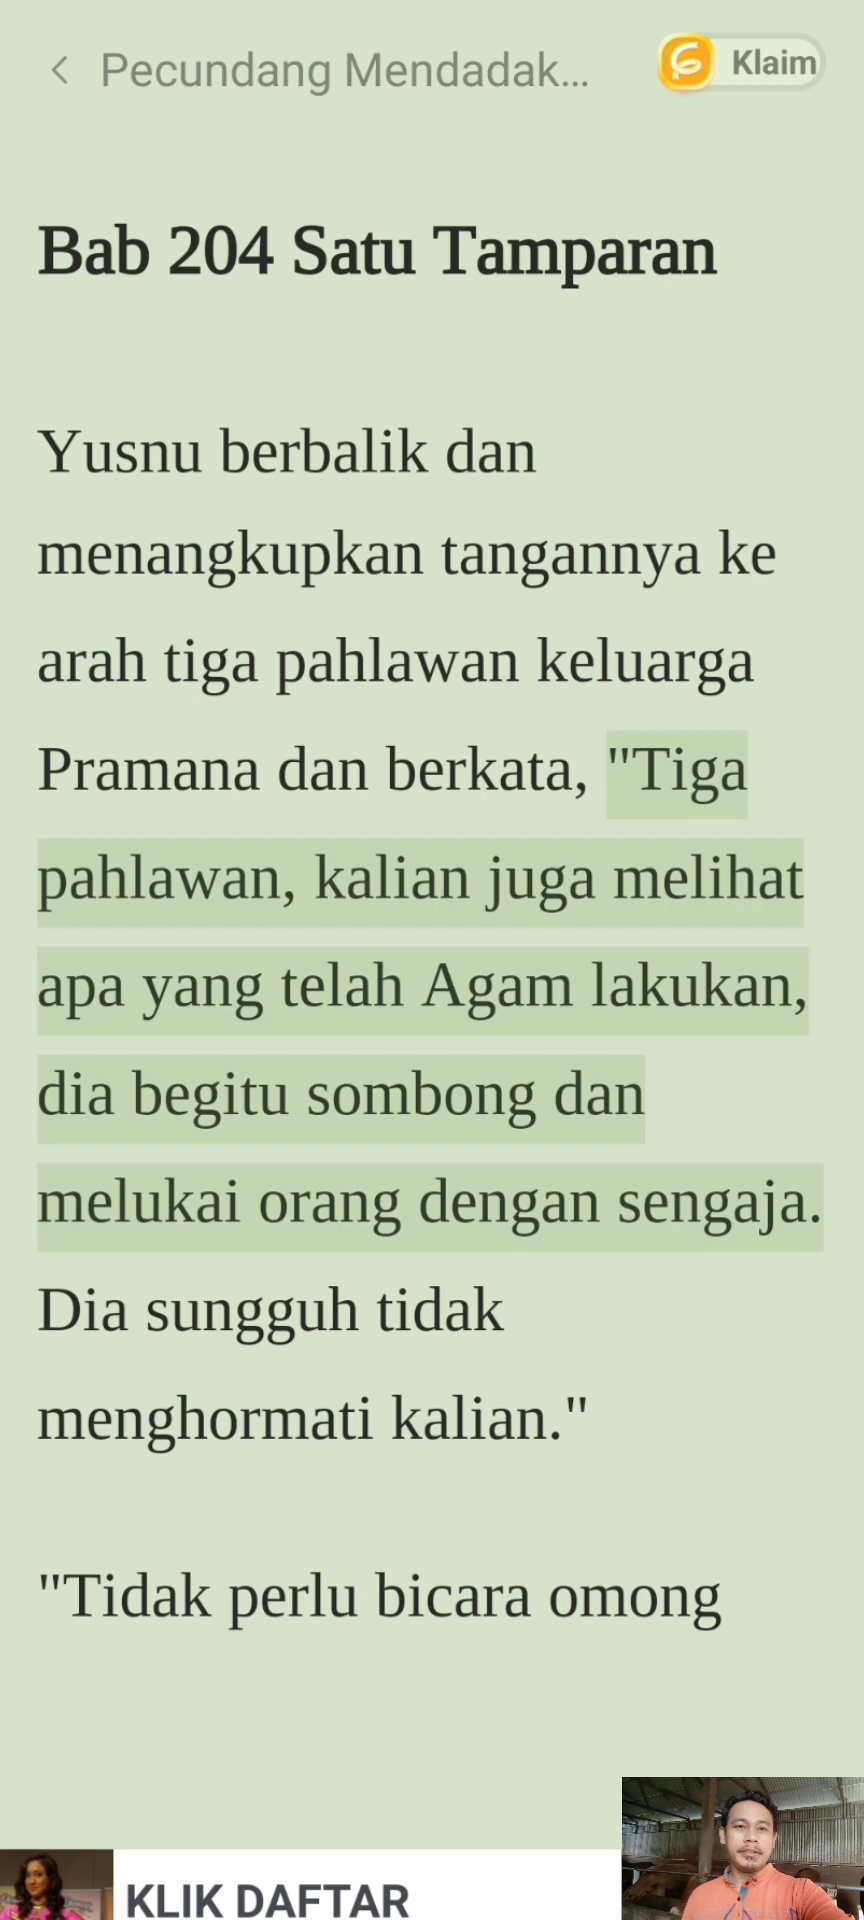 Pecundang Mendadak...
Klaim
Bab 204 Satu Tamparan
Yusnu berbalik dan
menangkupkan tangannya ke
arah tiga pahlawan keluarga
Pramana dan berkata, "Tiga
pahlawan, kalian juga melihat
apa yang telah Agam lakukan,
dia begitu sombong dan
melukai orang dengan sengaja.
Dia sungguh tidak
menghormati kalian."
"Tidak perlu bicara omong
KLIK DAFTAR